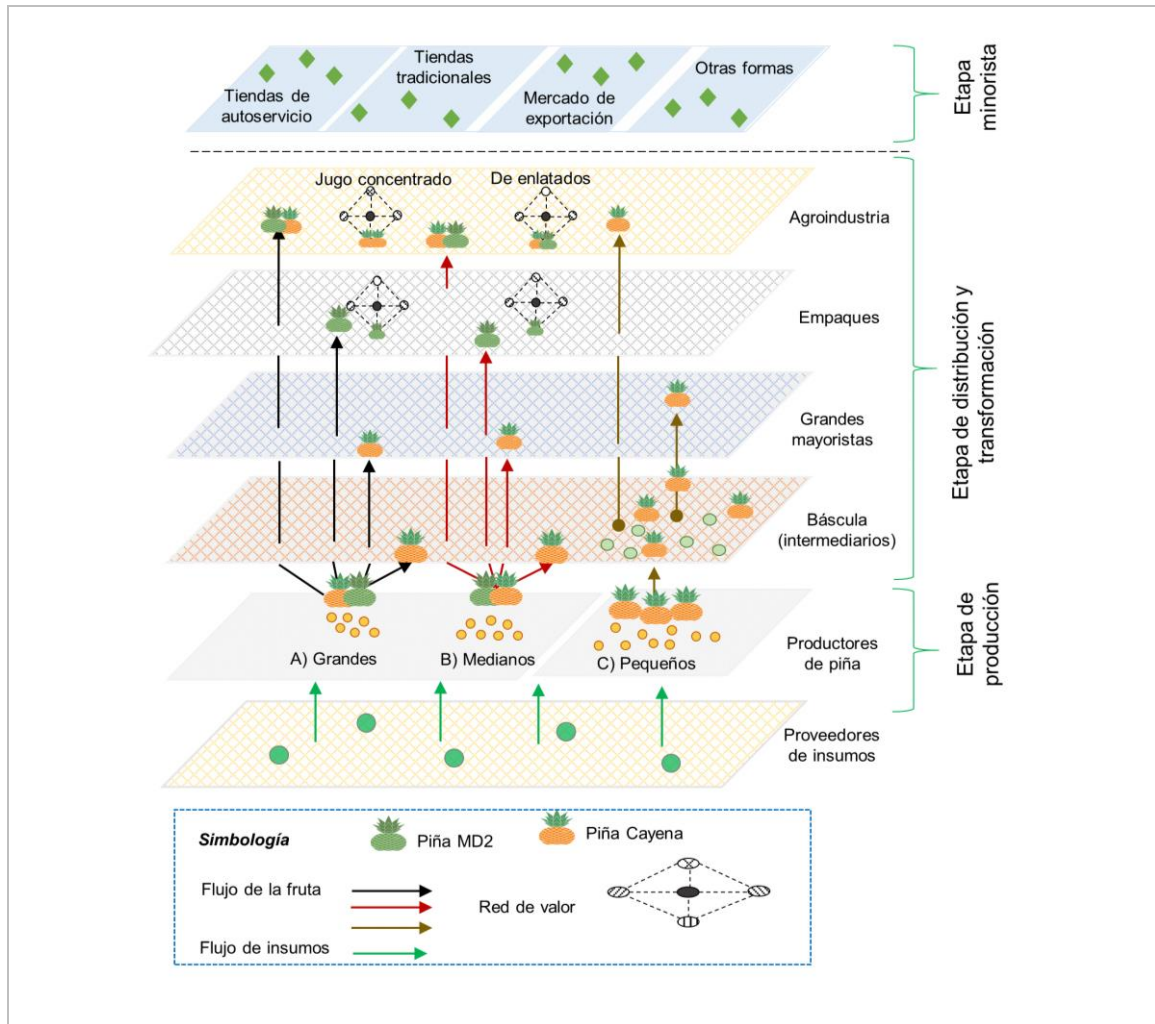 Tiendas de
autoservicio
Tiendas
tradicionales
Mercado de
exportación
Otras formas
Etapa
minorista
Jugo concentrado
De enlatados
Agroindustria
Empaques
Grandes
mayoristas
Báscula
(intermediarios)
Etapa de distribución y
transformación
A) Grandes
B) Medianos
C) Pequeños
Productores
de piña
Etapa de
producción
Proveedores
de insumos
Simbología
Piña MD2
Piña Cayena
Flujo de la fruta
Red de valor
Flujo de insumos